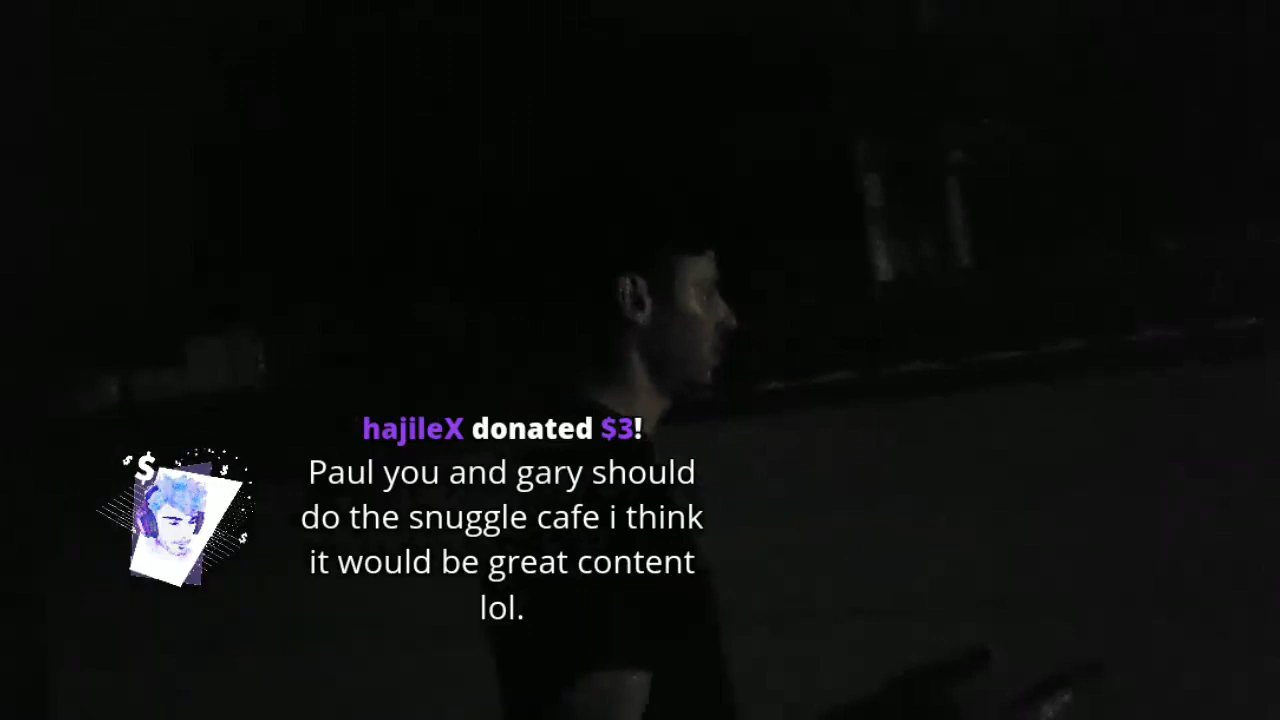 hajileX donated $3!
Paul you and gary should
do the snuggle cafe i think
it would be great content
lol.